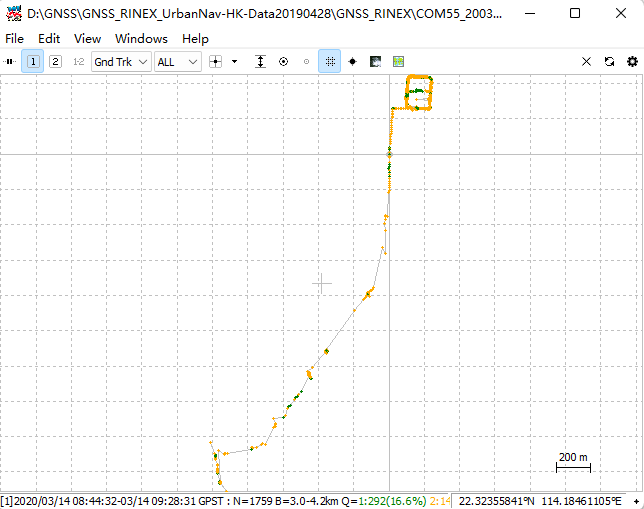 D:\GNSS\GNSS_RINEX_UrbanNav-HK-Data20190428\GNSS_RINEX\COM55_2003...
File Edit View Windows Help
1 2 1-2 Gnd Trk ALL
200 m
[1]2020/03/14 08:44:32-03/14 09:28:31 GPST : N=1759 B=3.0-4.2km Q=1:292(16.6%) 2:14 22.32355841°N 114.18461105°E